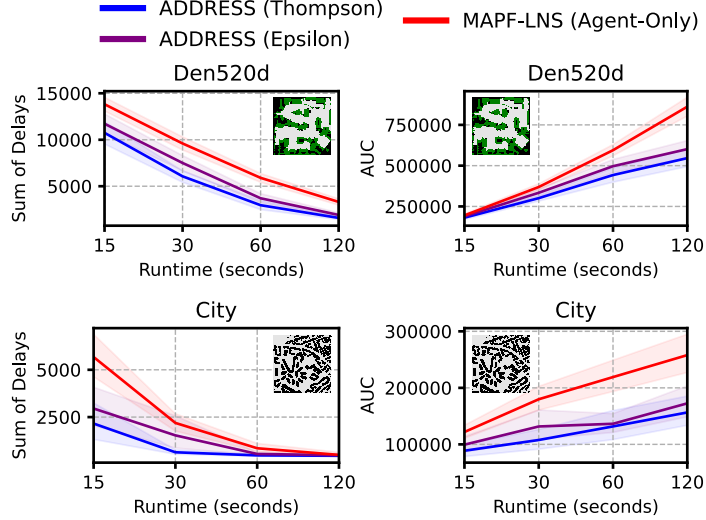 ADDRESS (Thompson)
ADDRESS (Epsilon)
MAPF-LNS (Agent-Only)
Den520d
Sum of Delays
15000
10000
5000
15 30 60 120
Runtime (seconds)
Den520d
AUC
750000
500000
250000
15 30 60 120
Runtime (seconds)
City
Sum of Delays
5000
2500
15 30 60 120
Runtime (seconds)
City
AUC
300000
200000
100000
15 30 60 120
Runtime (seconds)